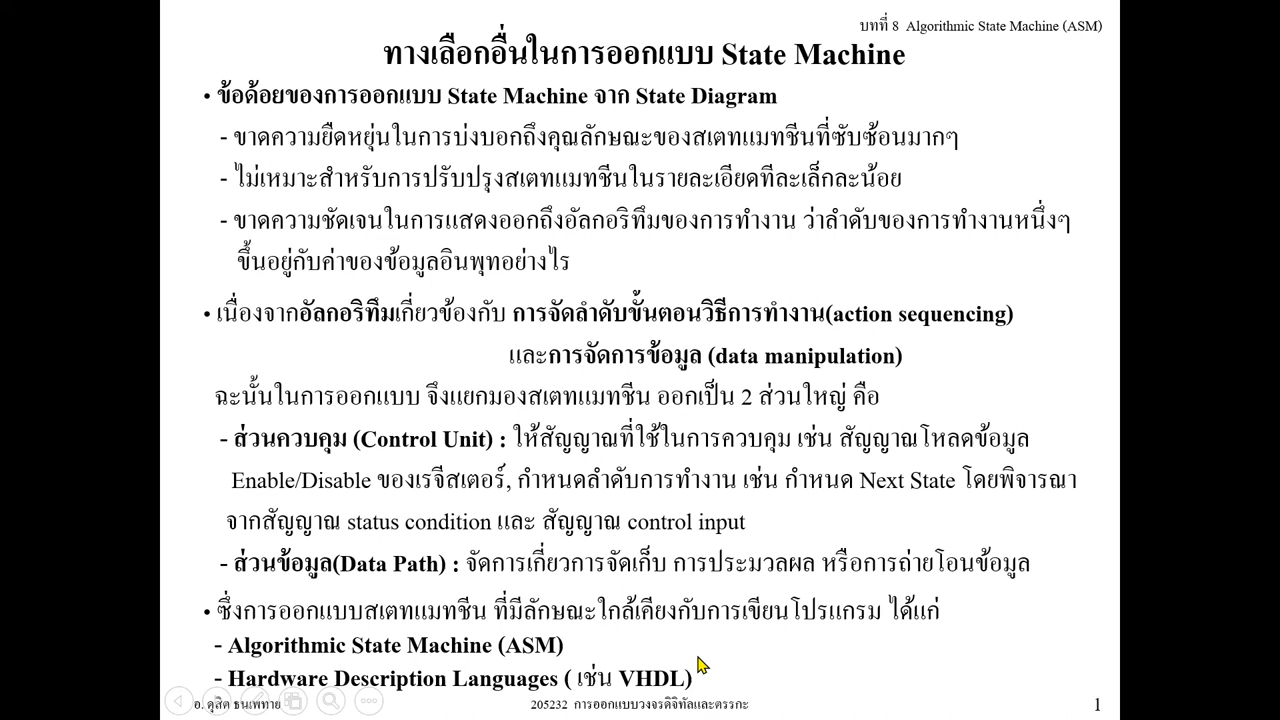 บทที่ 8 Algorithmic State Machine (ASM)
ทางเลือกอื่นในการออกแบบ State Machine
• ข้อด้อยของการออกแบบ State Machine จาก State Diagram
- ขาดความยืดหยุ่นในการบ่งบอกถึงคุณลักษณะของสเตทแมทชีนที่ซับซ้อนมากๆ
- ไม่เหมาะสำหรับการปรับปรุงสเตทแมทชีนในรายละเอียดทีละเล็กละน้อย
- ขาดความชัดเจนในการแสดงออกถึงอัลกอริทึมของการทำงาน ว่าลำดับของการทำงานหนึ่งๆ
ขึ้นอยู่กับค่าของข้อมูลอินพุทอย่างไร
• เนื่องจากอัลกอริทึมเกี่ยวข้องกับ การจัดลำดับขั้นตอนวิธีการทำงาน(action sequencing)
และการจัดการข้อมูล (data manipulation)
ฉะนั้นในการออกแบบ จึงแยกมองสเตทแมทชีน ออกเป็น 2 ส่วนใหญ่ คือ
- ส่วนควบคุม (Control Unit) : ให้สัญญาณที่ใช้ในการควบคุม เช่น สัญญาณโหลดข้อมูล
Enable/Disable ของเรจีสเตอร์, กำหนดลำดับการทำงาน เช่น กำหนด Next State โดยพิจารณา
จากสัญญาณ status condition และ สัญญาณ control input
- ส่วนข้อมูล(Data Path) : จัดการเกี่ยวการจัดเก็บ การประมวลผล หรือการถ่ายโอนข้อมูล
• ซึ่งการออกแบบสเตทแมทชีน ที่มีลักษณะใกล้เคียงกับการเขียนโปรแกรม ได้แก่
- Algorithmic State Machine (ASM)
- Hardware Description Languages ( เช่น VHDL)
อ. ดุสิต ธนเพทาย 205232 การออกแบบวงจรดิจิทัลและตรรกะ 1